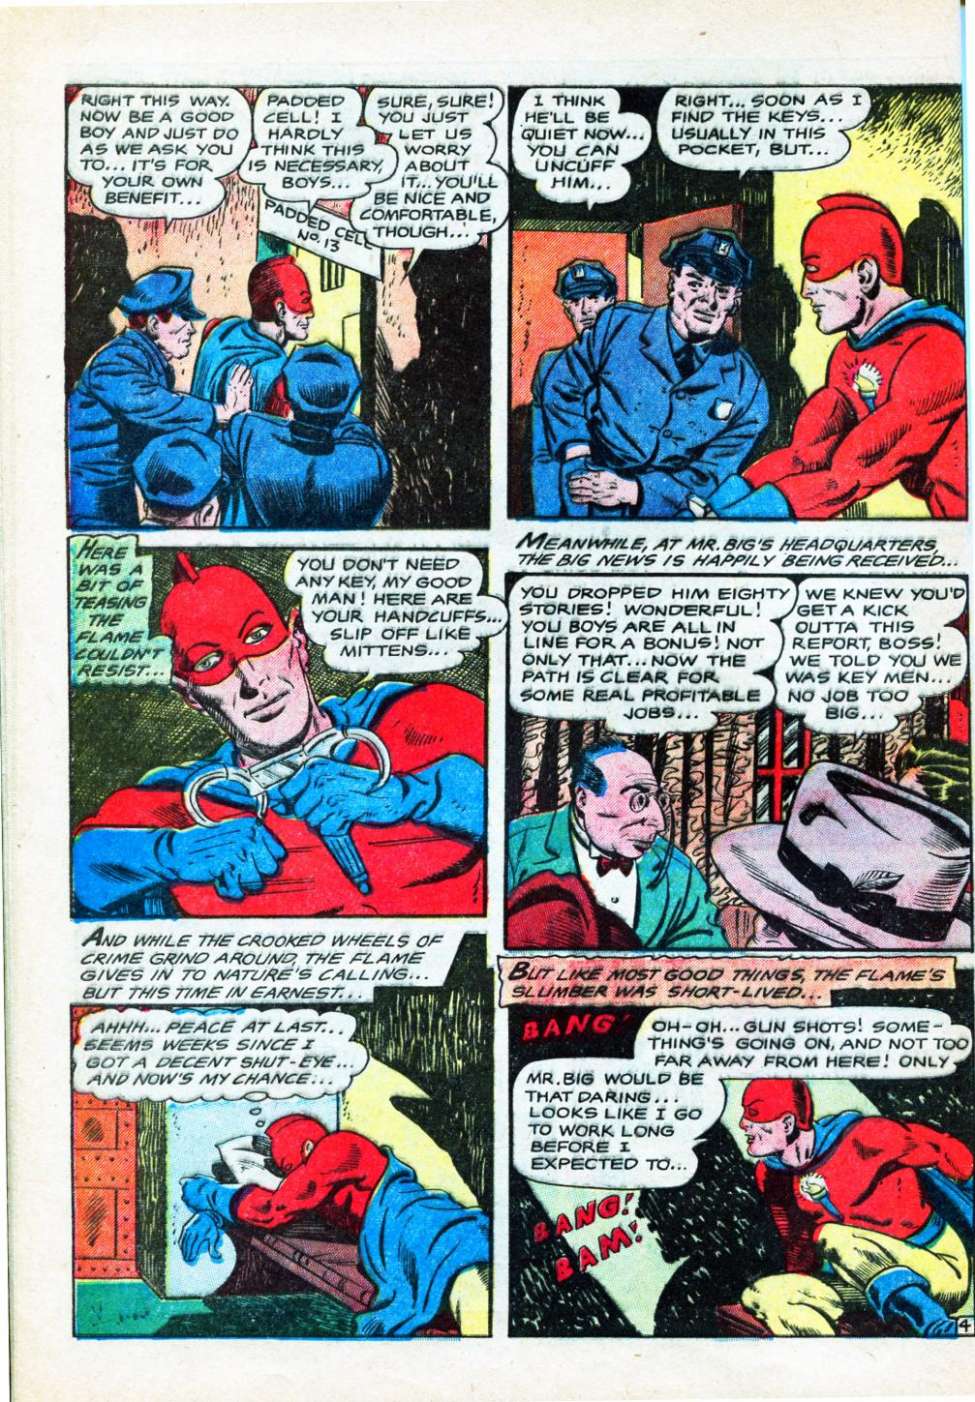 RIGHT THIS WAY.
NOW BE A GOOD
BOY AND JUST DO
AS WE ASK YOU
TO... IT'S FOR
YOUR OWN
BENEFIT...
PADDED
CELL! I
HARDLY
THINK THIS
IS NECESSARY,
BOYS...
SURE, SURE!
YOU JUST
LET US
WORRY
ABOUT
IT... YOU'LL
BE NICE AND
COMFORTABLE,
THOUGH...
PADDED CELL
NO. 13
I THINK
HE'LL BE
QUIET NOW...
YOU CAN
UNCUFF
HIM...
RIGHT... SOON AS I
FIND THE KEYS...
USUALLY IN THIS
POCKET, BUT...
HERE
WAS A
BIT OF
TEASING
THE
FLAME
COULDN'T
RESIST...
YOU DON'T NEED
ANY KEY, MY GOOD
MAN! HERE ARE
YOUR HANDCUFFS...
SLIP OFF LIKE
MITTENS...
MEANWHILE, AT MR. BIG'S HEADQUARTERS,
THE BIG NEWS IS HAPPILY BEING RECEIVED...
YOU DROPPED HIM EIGHTY
STORIES! WONDERFUL!
YOU BOYS ARE ALL IN
LINE FOR A BONUS! NOT
ONLY THAT... NOW THE
PATH IS CLEAR FOR
SOME REAL PROFITABLE
JOBS...
WE KNEW YOU'D
GET A KICK
OUTTA THIS
REPORT, BOSS!
WE TOLD YOU WE
WAS KEY MEN...
NO JOB TOO
BIG...
AND WHILE THE CROOKED WHEELS OF
CRIME GRIND AROUND, THE FLAME
GIVES IN TO NATURE'S CALLING...
BUT THIS TIME IN EARNEST...
AHHH... PEACE AT LAST...
SEEMS WEEKS SINCE I
GOT A DECENT SHUT-EYE...
AND NOW'S MY CHANCE...
BUT LIKE MOST GOOD THINGS, THE FLAME'S
SLUMBER WAS SHORT-LIVED...
BANG!
OH-OH... GUN SHOTS! SOME-
THING'S GOING ON, AND NOT TOO
FAR AWAY FROM HERE! ONLY
MR. BIG WOULD BE
THAT DARING...
LOOKS LIKE I GO
TO WORK LONG
BEFORE I
EXPECTED TO...
BANG!
BAM!
4